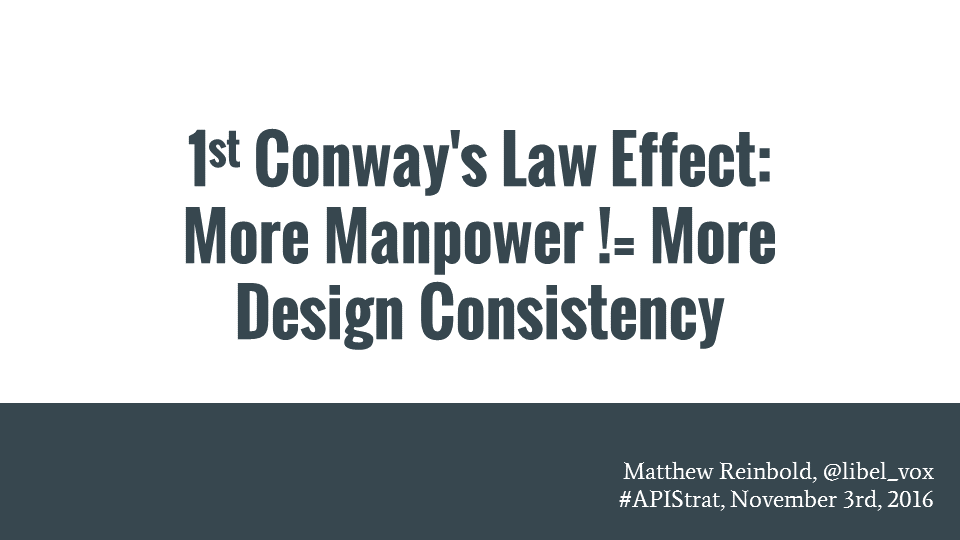 1st Conway's Law Effect:
More Manpower != More
Design Consistency
Matthew Reinbold, @libel_vox
#APIStrat, November 3rd, 2016